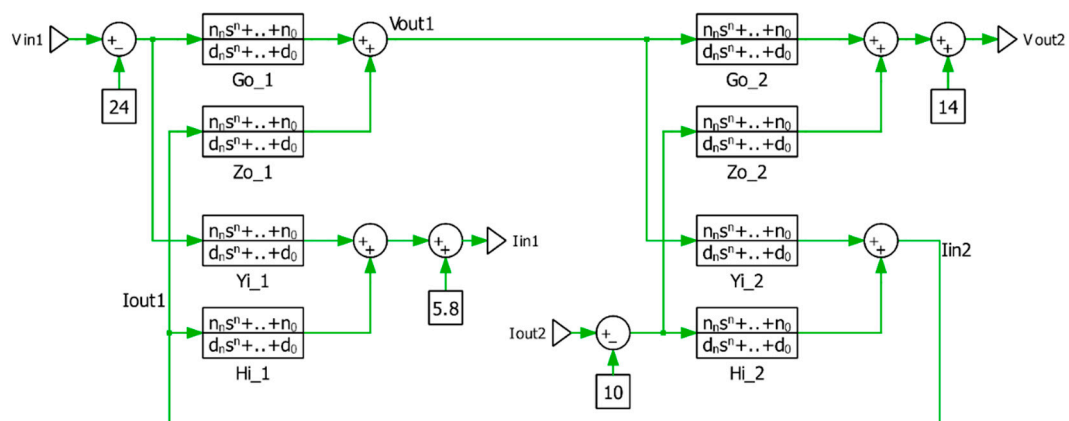 Vin1
+
−
24
nₙsⁿ+..+n₀
dₙsⁿ+..+d₀
Go_1
+
+
Vout1
nₙsⁿ+..+n₀
dₙsⁿ+..+d₀
Go_2
+
+
+
+
Vout2
14
nₙsⁿ+..+n₀
dₙsⁿ+..+d₀
Zo_1
nₙsⁿ+..+n₀
dₙsⁿ+..+d₀
Zo_2
nₙsⁿ+..+n₀
dₙsⁿ+..+d₀
Yi_1
+
+
+
+
Iin1
5.8
nₙsⁿ+..+n₀
dₙsⁿ+..+d₀
Yi_2
+
+
Iin2
Iout1
nₙsⁿ+..+n₀
dₙsⁿ+..+d₀
Hi_1
Iout2
+
−
10
nₙsⁿ+..+n₀
dₙsⁿ+..+d₀
Hi_2